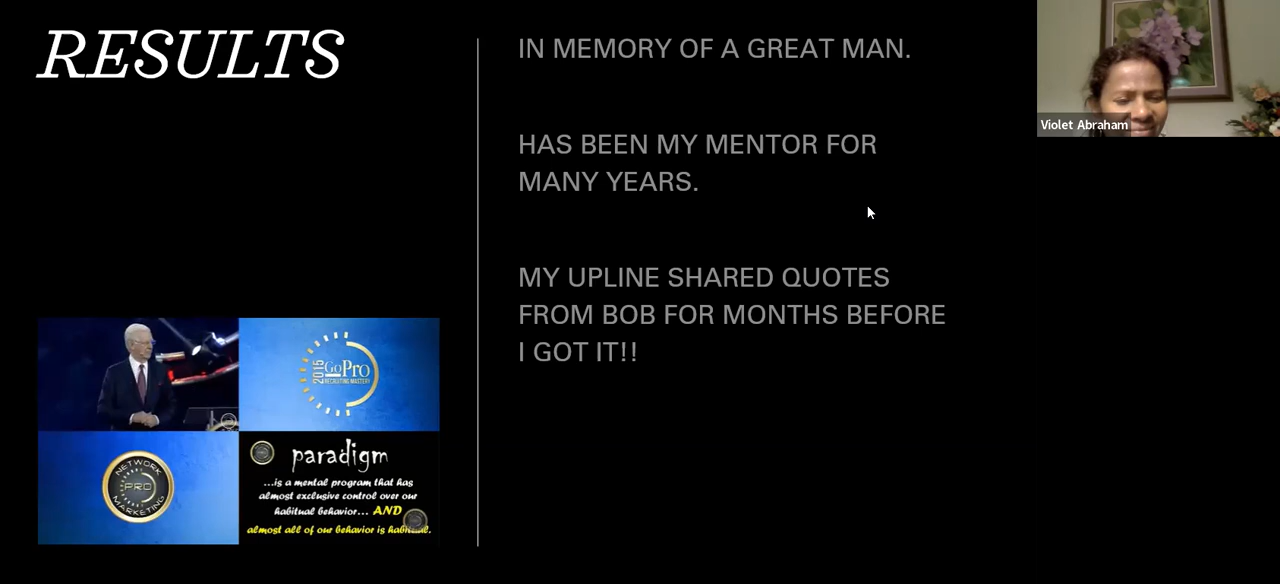 RESULTS
IN MEMORY OF A GREAT MAN.
HAS BEEN MY MENTOR FOR
MANY YEARS.
MY UPLINE SHARED QUOTES
FROM BOB FOR MONTHS BEFORE
I GOT IT!!
2015
GoPro
RECRUITING MASTERY
NETWORK
PRO
MARKETING
paradigm
...is a mental program that has
almost exclusive control over our
habitual behavior... AND
almost all of our behavior is habitual.
Violet Abraham